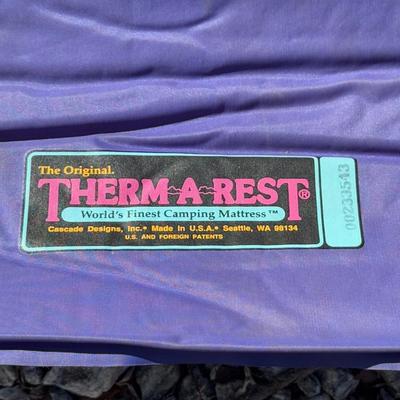 The Original.
THERM-A-REST®
World's Finest Camping Mattress™
Cascade Designs, Inc.• Made in U.S.A.• Seattle, WA 98134
U.S. AND FOREIGN PATENTS
00233543